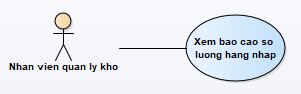 Xem bao cao so
luong hang nhap
Nhan vien quan ly kho